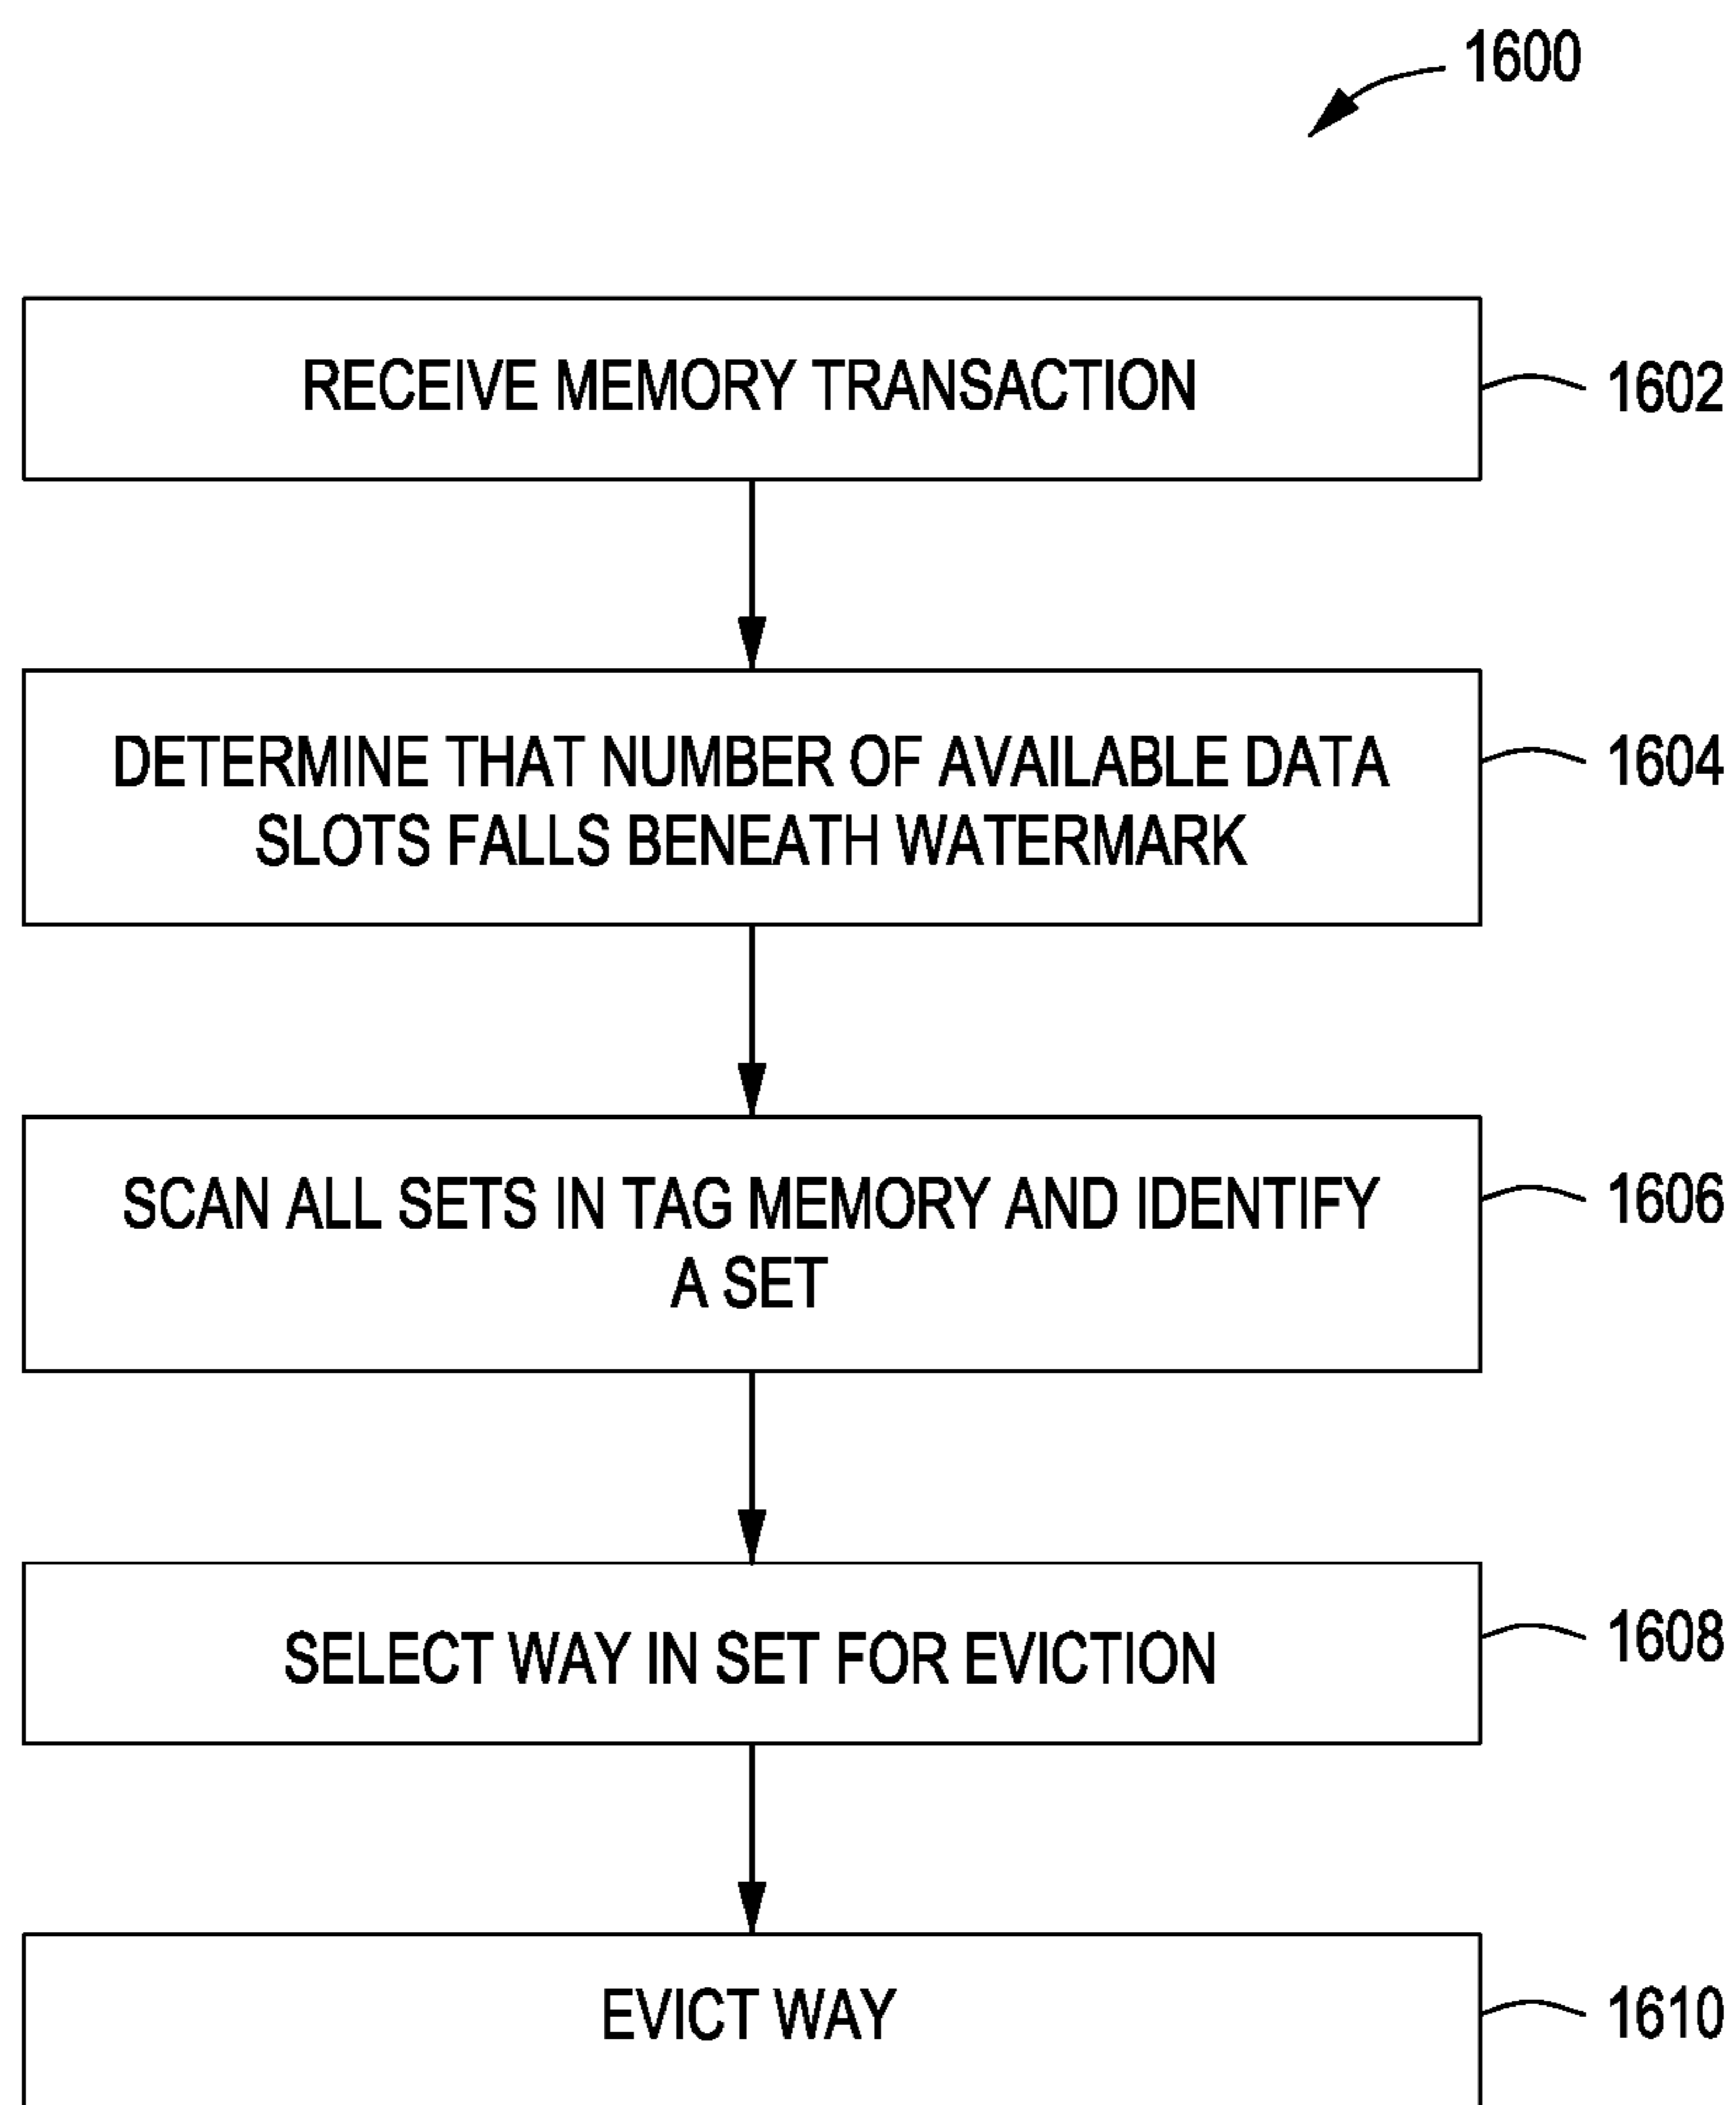 1600
RECEIVE MEMORY TRANSACTION
1602
DETERMINE THAT NUMBER OF AVAILABLE DATA
SLOTS FALLS BENEATH WATERMARK
1604
SCAN ALL SETS IN TAG MEMORY AND IDENTIFY
A SET
1606
SELECT WAY IN SET FOR EVICTION
1608
EVICT WAY
1610